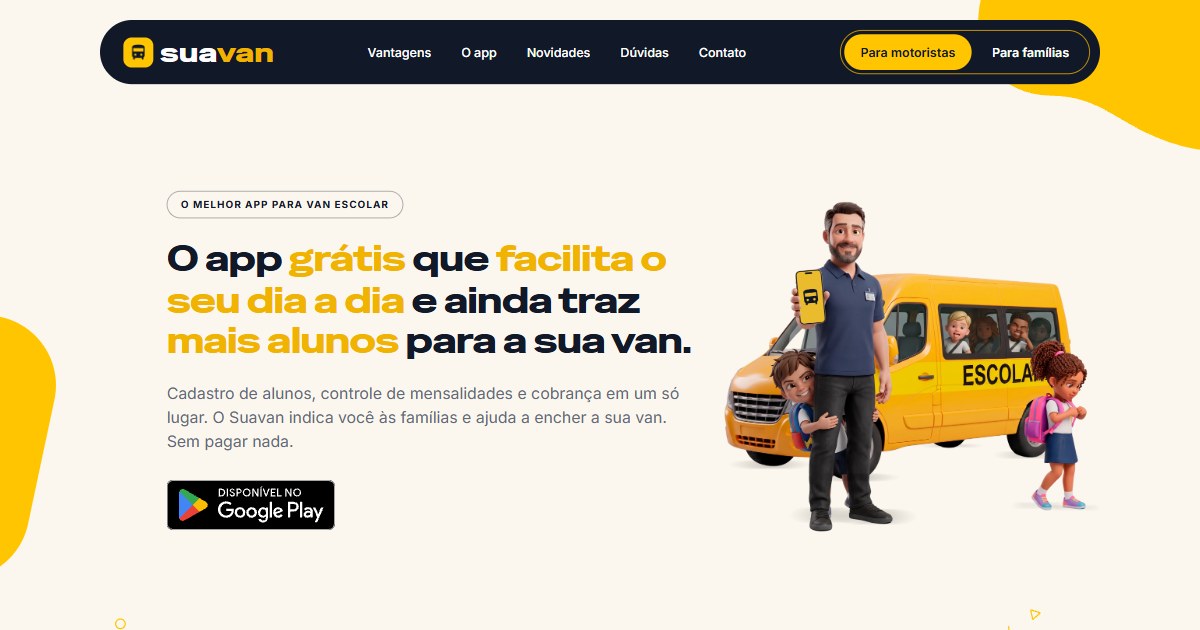 suavan
Vantagens
O app
Novidades
Dúvidas
Contato
Para motoristas
Para famílias
O MELHOR APP PARA VAN ESCOLAR
O app grátis que facilita o
seu dia a dia e ainda traz
mais alunos para a sua van.
Cadastro de alunos, controle de mensalidades e cobrança em um só
lugar. O Suavan indica você às famílias e ajuda a encher a sua van.
Sem pagar nada.
DISPONÍVEL NO
Google Play